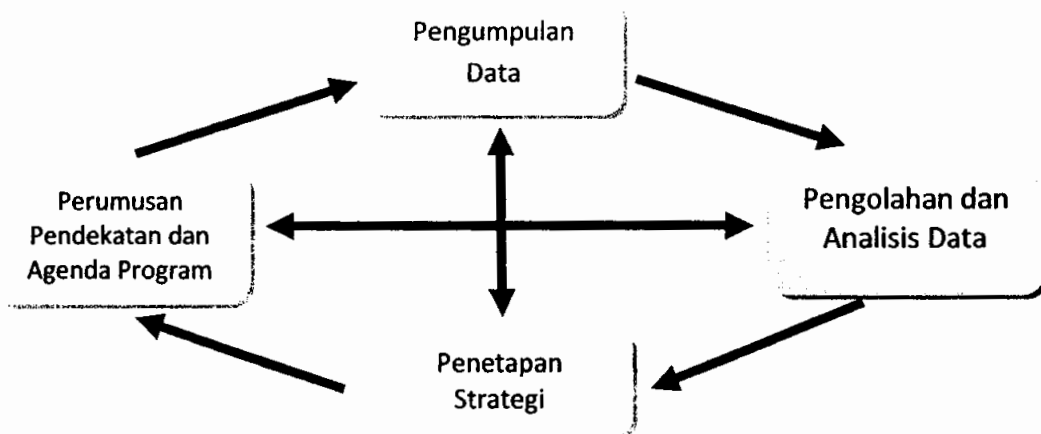 Pengumpulan
Data
Pengolahan dan
Analisis Data
Penetapan
Strategi
Perumusan
Pendekatan dan
Agenda Program